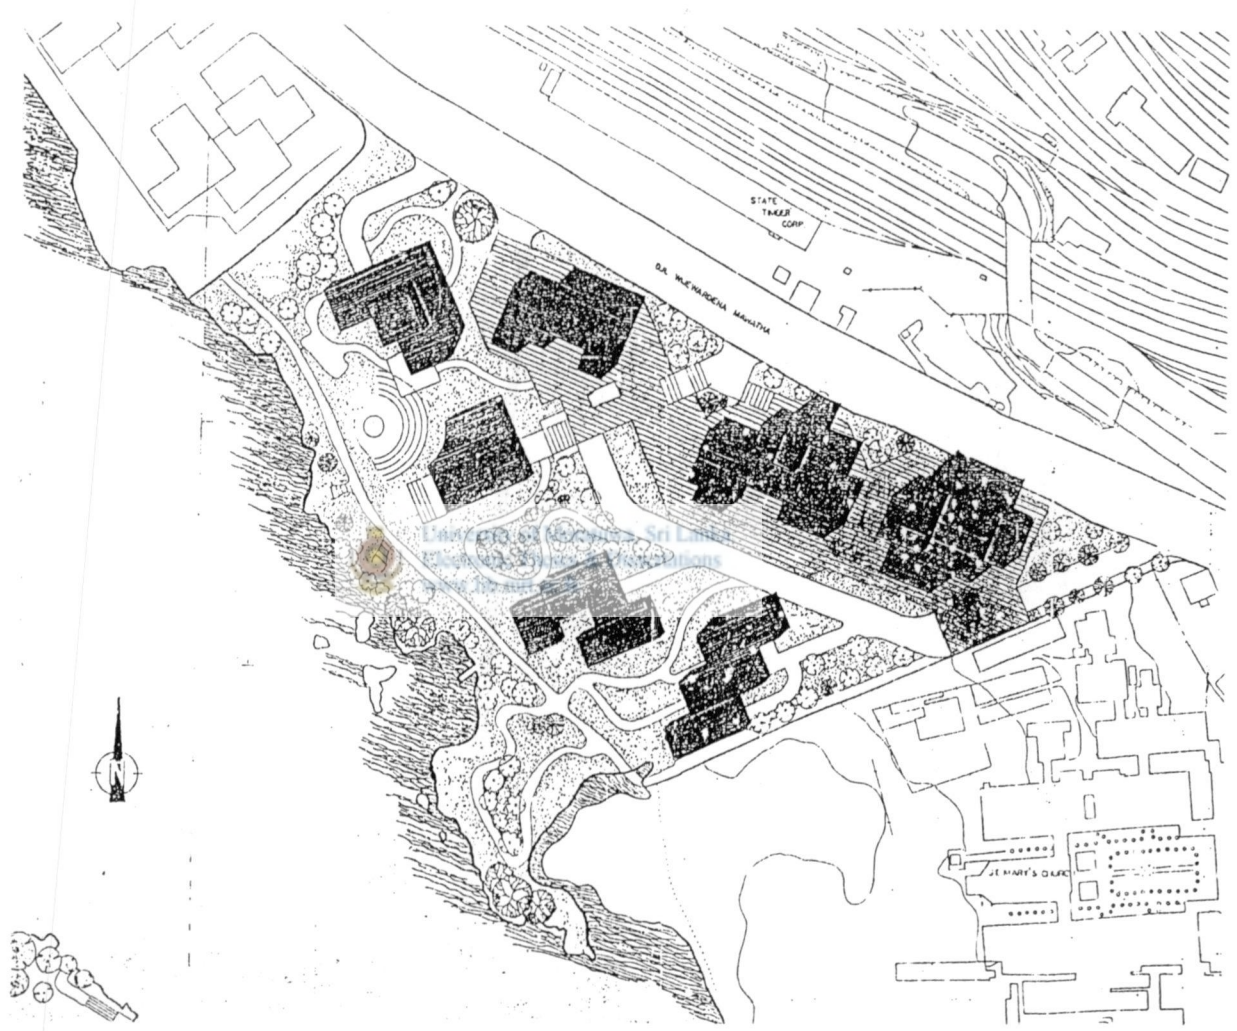 STATE
TIMBER
CORP.
D.R. WIJEWARDENA MAWATHA
University of Moratuwa, Sri Lanka
Electronic Theses & Dissertations
www.lib.mrt.ac.lk
N
ST. MARY'S CHURCH